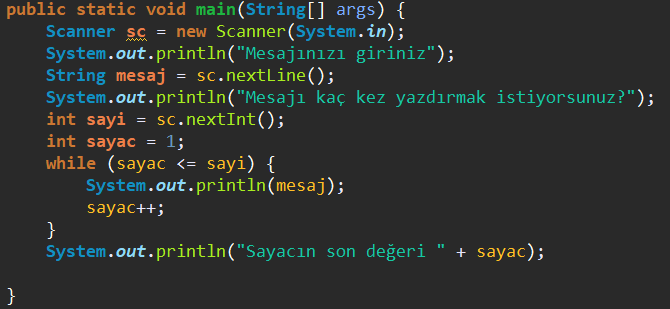 public static void main(String[] args) {
    Scanner sc = new Scanner(System.in);
    System.out.println("Mesajınızı giriniz");
    String mesaj = sc.nextLine();
    System.out.println("Mesajı kaç kez yazdırmak istiyorsunuz?");
    int sayi = sc.nextInt();
    int sayac = 1;
    while (sayac <= sayi) {
        System.out.println(mesaj);
        sayac++;
    }
    System.out.println("Sayacın son değeri " + sayac);

}